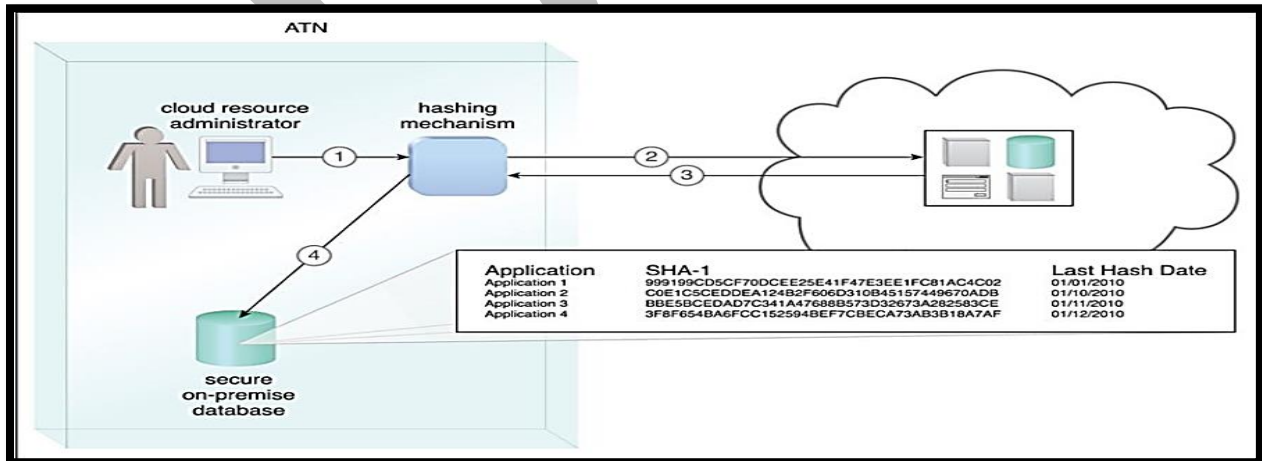 ATN
cloud resource
administrator
hashing
mechanism
1
2
3
4
Application SHA-1 Last Hash Date
Application 1 999199CD5CF70DCEE25E41F47E3EE1FC81AC4C02 01/01/2010
Application 2 C0E1C5CEDDEA124B2F606D310B45157449670ADB 01/10/2010
Application 3 BBE5BCEDAD7C341A47688B573D32673A282583CE 01/11/2010
Application 4 3F8F654BA6FCC152594BEF7CBECA73AB3B18A7AF 01/12/2010
secure
on-premise
database